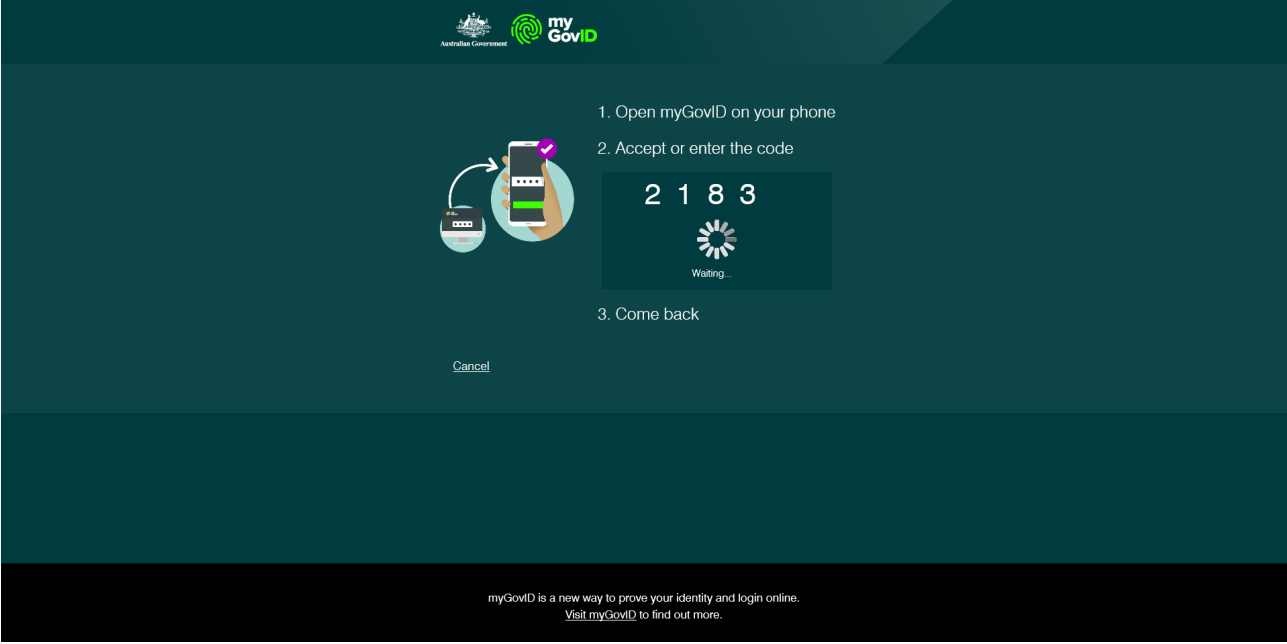 Australian Government
my
GovID
1. Open myGovID on your phone
2. Accept or enter the code
2 1 8 3
Waiting...
3. Come back
Cancel
myGovID is a new way to prove your identity and login online.
Visit myGovID to find out more.